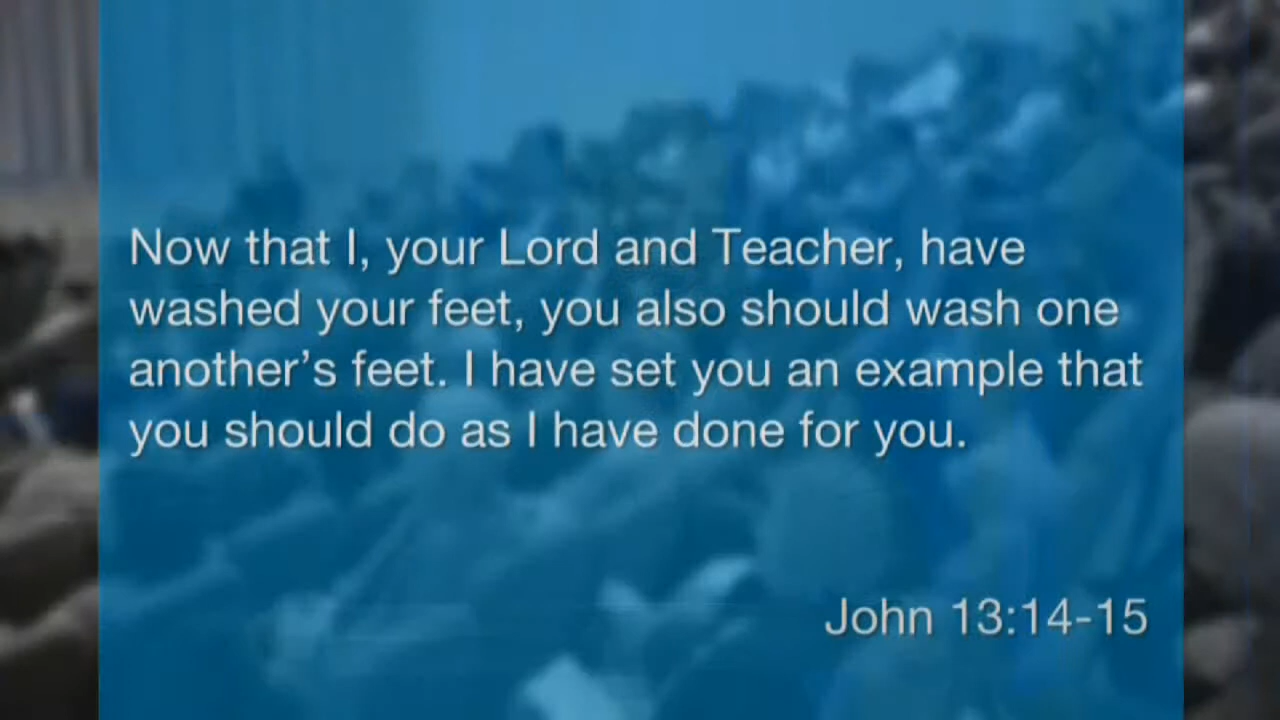 Now that I, your Lord and Teacher, have
washed your feet, you also should wash one
another’s feet. I have set you an example that
you should do as I have done for you.
John 13:14-15